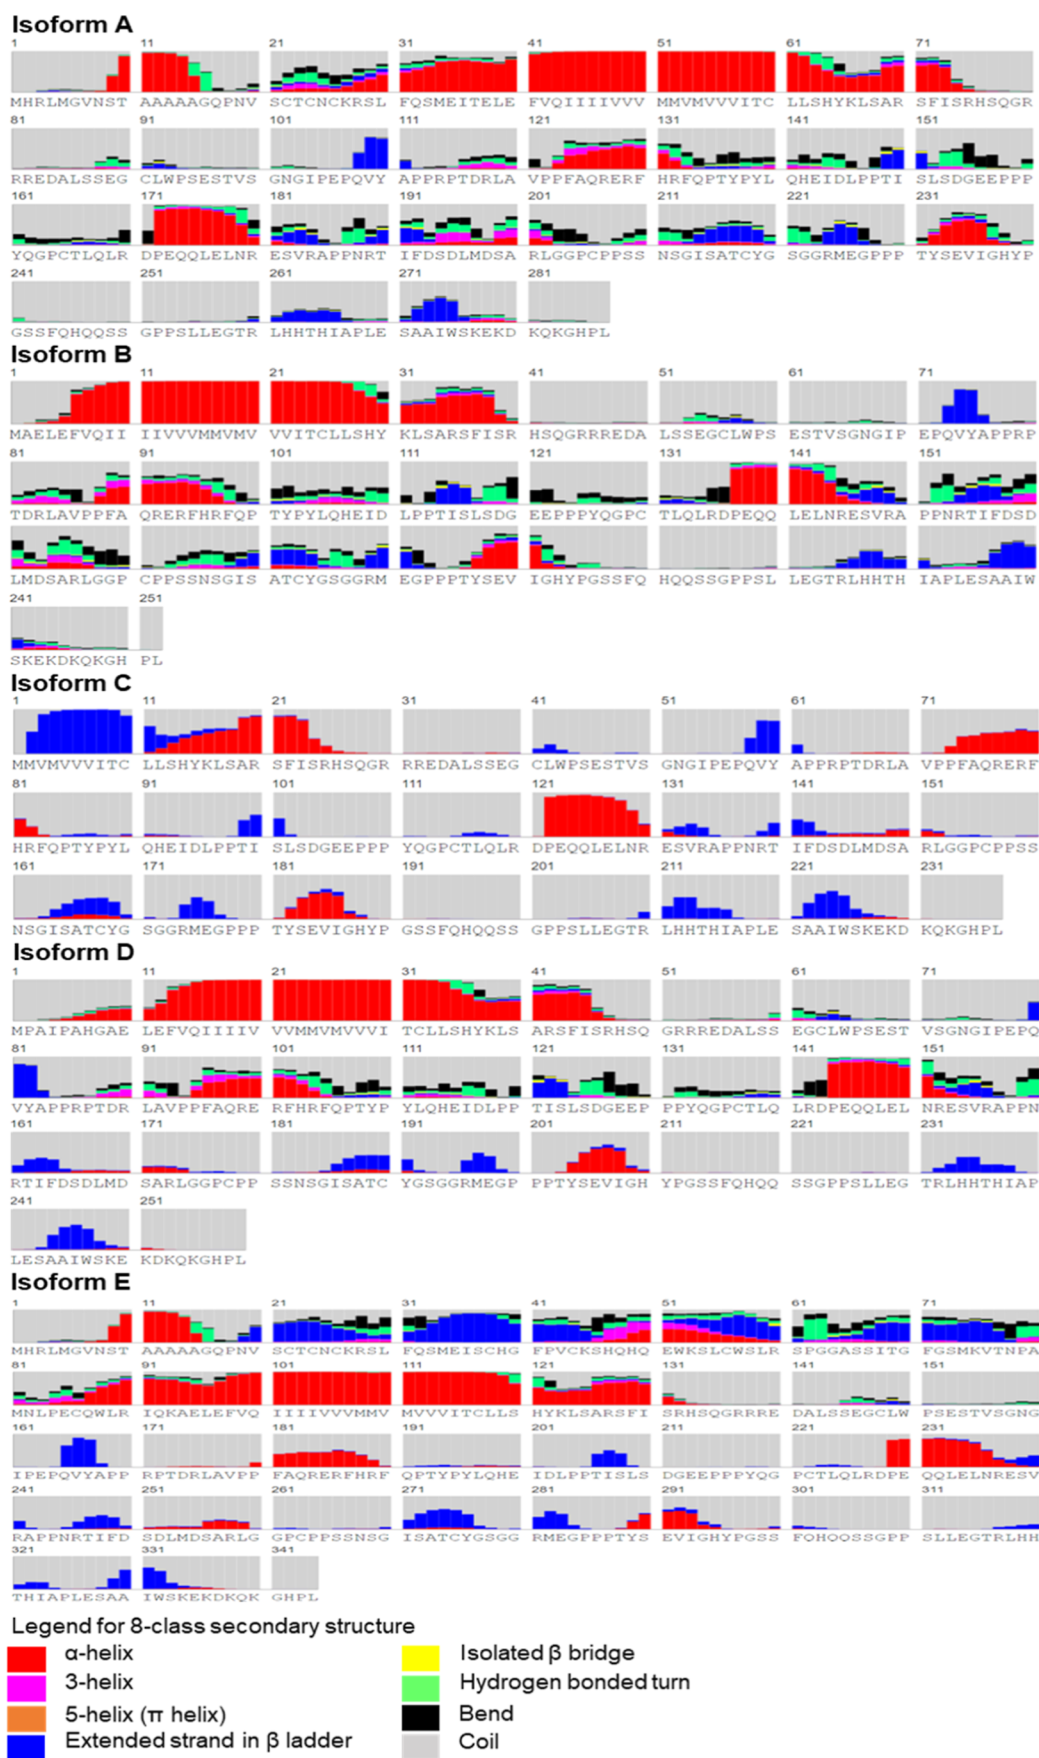 Isoform A
1 11 21 31 41 51 61 71
MHRLMGVNST AAAAAGQPNV SCTCNCKRSL FQSMEITELE FVQIIIIVVV MMVMVVVITC LLSHYKLSAR SFISRHSQGR
81 91 101 111 121 131 141 151
RREDALSSEG CLWPSESTVS GNGIPEPQVY APPRPTDRLA VPPFAQRERF HRFQPTYPYL QHEIDLPPTI SLSDGEEPPP
161 171 181 191 201 211 221 231
YQGPCTLQLR DPEQQLELNR ESVRAPPNRT IFDSDLMDSA RLGGPCPPSS NSGISATCYG SGGRMEGPPP TYSEVIGHYP
241 251 261 271 281
GSSFQHQQSS GPPSLLEGTR LHHTHIAPLE SAAIWSKEKD KQKGHPL
Isoform B
1 11 21 31 41 51 61 71
MAELEFVQII IIVVVMMVMV VVITCLLSHY KLSARSFISR HSQGRRREDA LSSEGCLWPS ESTVSGNGIP EPQVYAPPRP
81 91 101 111 121 131 141 151
TDRLAVPPFA QRERFHRFQP TYPYLQHEID LPPTISLSDG EEPPPYQGPC TLQLRDPEQQ LELNRESVRA PPNRTIFDSD
LMDSARLGGP CPPSSNSGIS ATCYGSGGRM EGPPPTYSEV IGHYPGSSFQ HQQSSGPPSL LEGTRLHHTH IAPLESAAIW
241 251
SKEKDKQKGH PL
Isoform C
1 11 21 31 41 51 61 71
MMVMVVVITC LLSHYKLSAR SFISRHSQGR RREDALSSEG CLWPSESTVS GNGIPEPQVY APPRPTDRLA VPPFAQRERF
81 91 101 111 121 131 141 151
HRFQPTYPYL QHEIDLPPTI SLSDGEEPPP YQGPCTLQLR DPEQQLELNR ESVRAPPNRT IFDSDLMDSA RLGGPCPPSS
161 171 181 191 201 211 221 231
NSGISATCYG SGGRMEGPPP TYSEVIGHYP GSSFQHQQSS GPPSLLEGTR LHHTHIAPLE SAAIWSKEKD KQKGHPL
Isoform D
1 11 21 31 41 51 61 71
MPAIPAHGAE LEFVQIIIIV VVMMVMVVVI TCLLSHYKLS ARSFISRHSQ GRRREDALSS EGCLWPSEST VSGNGIPEPQ
81 91 101 111 121 131 141 151
VYAPPRPTDR LAVPPFAQRE RFHRFQPTYP YLQHEIDLPP TISLSDGEEP PPYQGPCTLQ LRDPEQQLEL NRESVRAPPN
161 171 181 191 201 211 221 231
RTIFDSDLMD SARLGGPCPP SSNSGISATC YGSGGRMEGP PPTYSEVIGH YPGSSFQHQQ SSGPPSLLEG TRLHHTHIAP
241 251
LESAAIWSKE KDKQKGHPL
Isoform E
1 11 21 31 41 51 61 71
MHRLMGVNST AAAAAGQPNV SCTCNCKRSL FQSMEISCHG FPVCKSHQHQ EWKSLCWSLR SPGGASSITG FGSMKVTNPA
81 91 101 111 121 131 141 151
MNLPECQWLR IQKAELEFVQ IIIIVVVMMV MVVVITCLLS HYKLSARSFI SRHSQGRRRE DALSSEGCLW PSESTVSGNG
161 171 181 191 201 211 221 231
IPEPQVYAPP RPTDRLAVPP FAQRERFHRF QPTYPYLQHE IDLPPTISLS DGEEPPPYQG PCTLQLRDPE QQLELNRESV
241 251 261 271 281 291 301 311
RAPPNRTIFD SDLMDSARLG GPCPPSSNSG ISATCYGSGG RMEGPPPTYS EVIGHYPGSS FQHQQSSGPP SLLEGTRLHH
321 331 341
THIAPLESAA IWSKEKDKQK GHPL
Legend for 8-class secondary structure
α-helix
3-helix
5-helix (π helix)
Extended strand in β ladder
Isolated β bridge
Hydrogen bonded turn
Bend
Coil